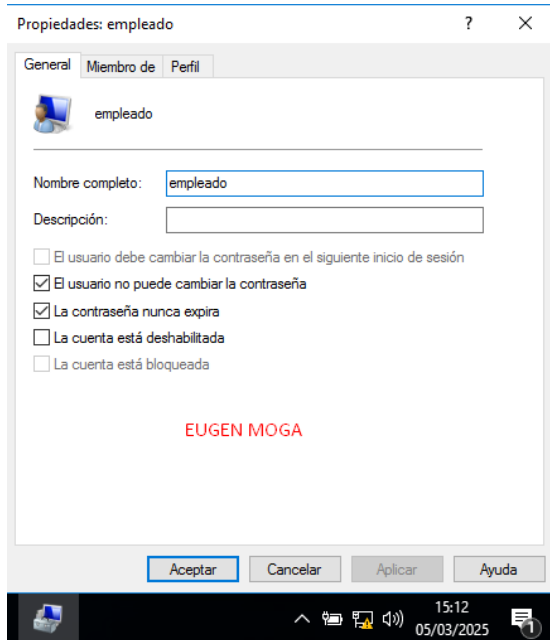 Propiedades: empleado ?
General Miembro de Perfil
empleado
Nombre completo: empleado
Descripción:
El usuario debe cambiar la contraseña en el siguiente inicio de sesión
El usuario no puede cambiar la contraseña
La contraseña nunca expira
La cuenta está deshabilitada
La cuenta está bloqueada
EUGEN MOGA
Aceptar Cancelar Aplicar Ayuda
15:12
05/03/2025
1